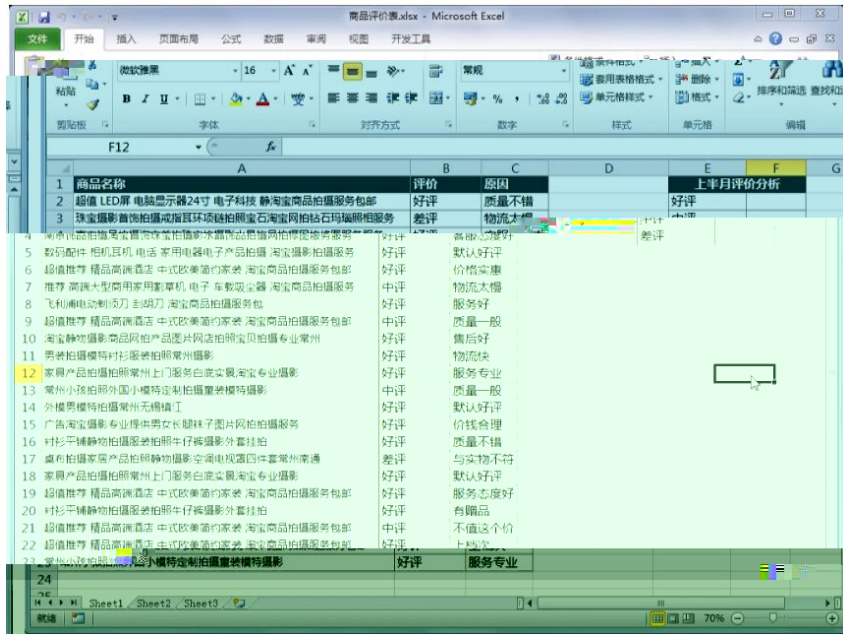 商品评价表.xlsx - Microsoft Excel
文件 开始 插入 页面布局 公式 数据 审阅 视图 开发工具
微软雅黑 16 A A 常规 条件格式 插入
粘贴 套用表格格式 删除 排序和筛选 查找和
B I U A % 单元格样式 格式
剪贴板 字体 对齐方式 数字 样式 单元格 编辑
F12 fx
A B C D E F G
1 商品名称 评价 原因 上半月评价分析
2 超值 LED屏 电脑显示器24寸 电子科技 静淘宝商品拍摄服务包邮 好评 质量不错 好评
3 珠宝摄影首饰拍摄戒指耳环项链拍照宝石淘宝网拍钻石玛瑙照相服务 差评 物流太慢 中评
4 好评 客服态度好 差评
5 数码配件 相机耳机 电话 家用电器电子产品拍摄 淘宝摄影拍摄服务 好评 默认好评
6 超值推荐 精品高端酒店 中式欧美简约家装 淘宝商品拍摄服务包邮 好评 价格实惠
7 推荐 高端大型商用家用割草机 电子 车载吸尘器 淘宝商品拍摄服务 中评 物流太慢
8 飞利浦电动剃须刀 刮胡刀 淘宝商品拍摄服务包 好评 服务好
9 超值推荐 精品高端酒店 中式欧美简约家装 淘宝商品拍摄服务包邮 中评 质量一般
10 淘宝静物摄影商品网拍产品图片网店拍照宝贝拍摄专业常州 好评 售后好
11 男装拍摄模特衬衫服装拍照常州摄影 好评 物流快
12 家具产品拍摄拍照常州上门服务白底实景淘宝专业摄影 好评 服务专业
13 常州小孩拍照外国小模特定制拍摄童装模特摄影 中评 质量一般
14 外模男模特拍摄常州无锡镇江 好评 默认好评
15 广告淘宝摄影专业提供男女长腿袜子图片网拍拍摄服务 好评 价钱合理
16 衬衫平铺静物拍摄服装拍照牛仔裤摄影外套挂拍 好评 质量不错
17 桌布拍摄家居产品拍照静物摄影空调电视罩四件套常州南通 差评 与实物不符
18 家具产品拍摄拍照常州上门服务白底实景淘宝专业摄影 好评 默认好评
19 超值推荐 精品高端酒店 中式欧美简约家装 淘宝商品拍摄服务包邮 好评 服务态度好
20 衬衫平铺静物拍摄服装拍照牛仔裤摄影外套挂拍 好评 有赠品
21 超值推荐 精品高端酒店 中式欧美简约家装 淘宝商品拍摄服务包邮 中评 不值这个价
22 超值推荐 精品高端酒店 中式欧美简约家装 淘宝商品拍摄服务包邮 好评 上档次
23 常州小孩拍照外国小模特定制拍摄童装模特摄影 好评 服务专业
24
25
Sheet1 Sheet2 Sheet3
就绪 70%